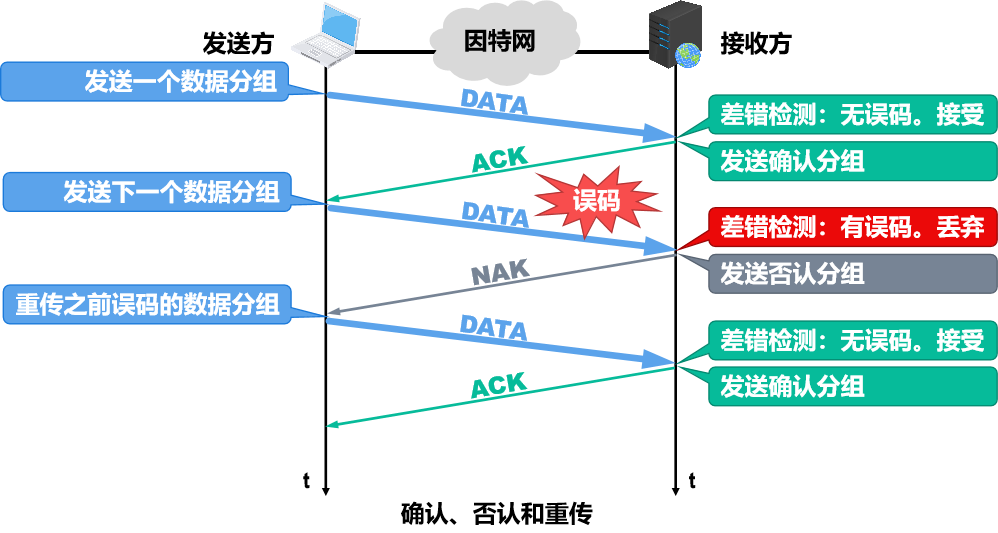 发送方
因特网
接收方
发送一个数据分组
DATA
差错检测：无误码。接受
发送确认分组
ACK
发送下一个数据分组
误码
DATA
差错检测：有误码。丢弃
发送否认分组
NAK
重传之前误码的数据分组
DATA
差错检测：无误码。接受
发送确认分组
ACK
t
t
确认、否认和重传